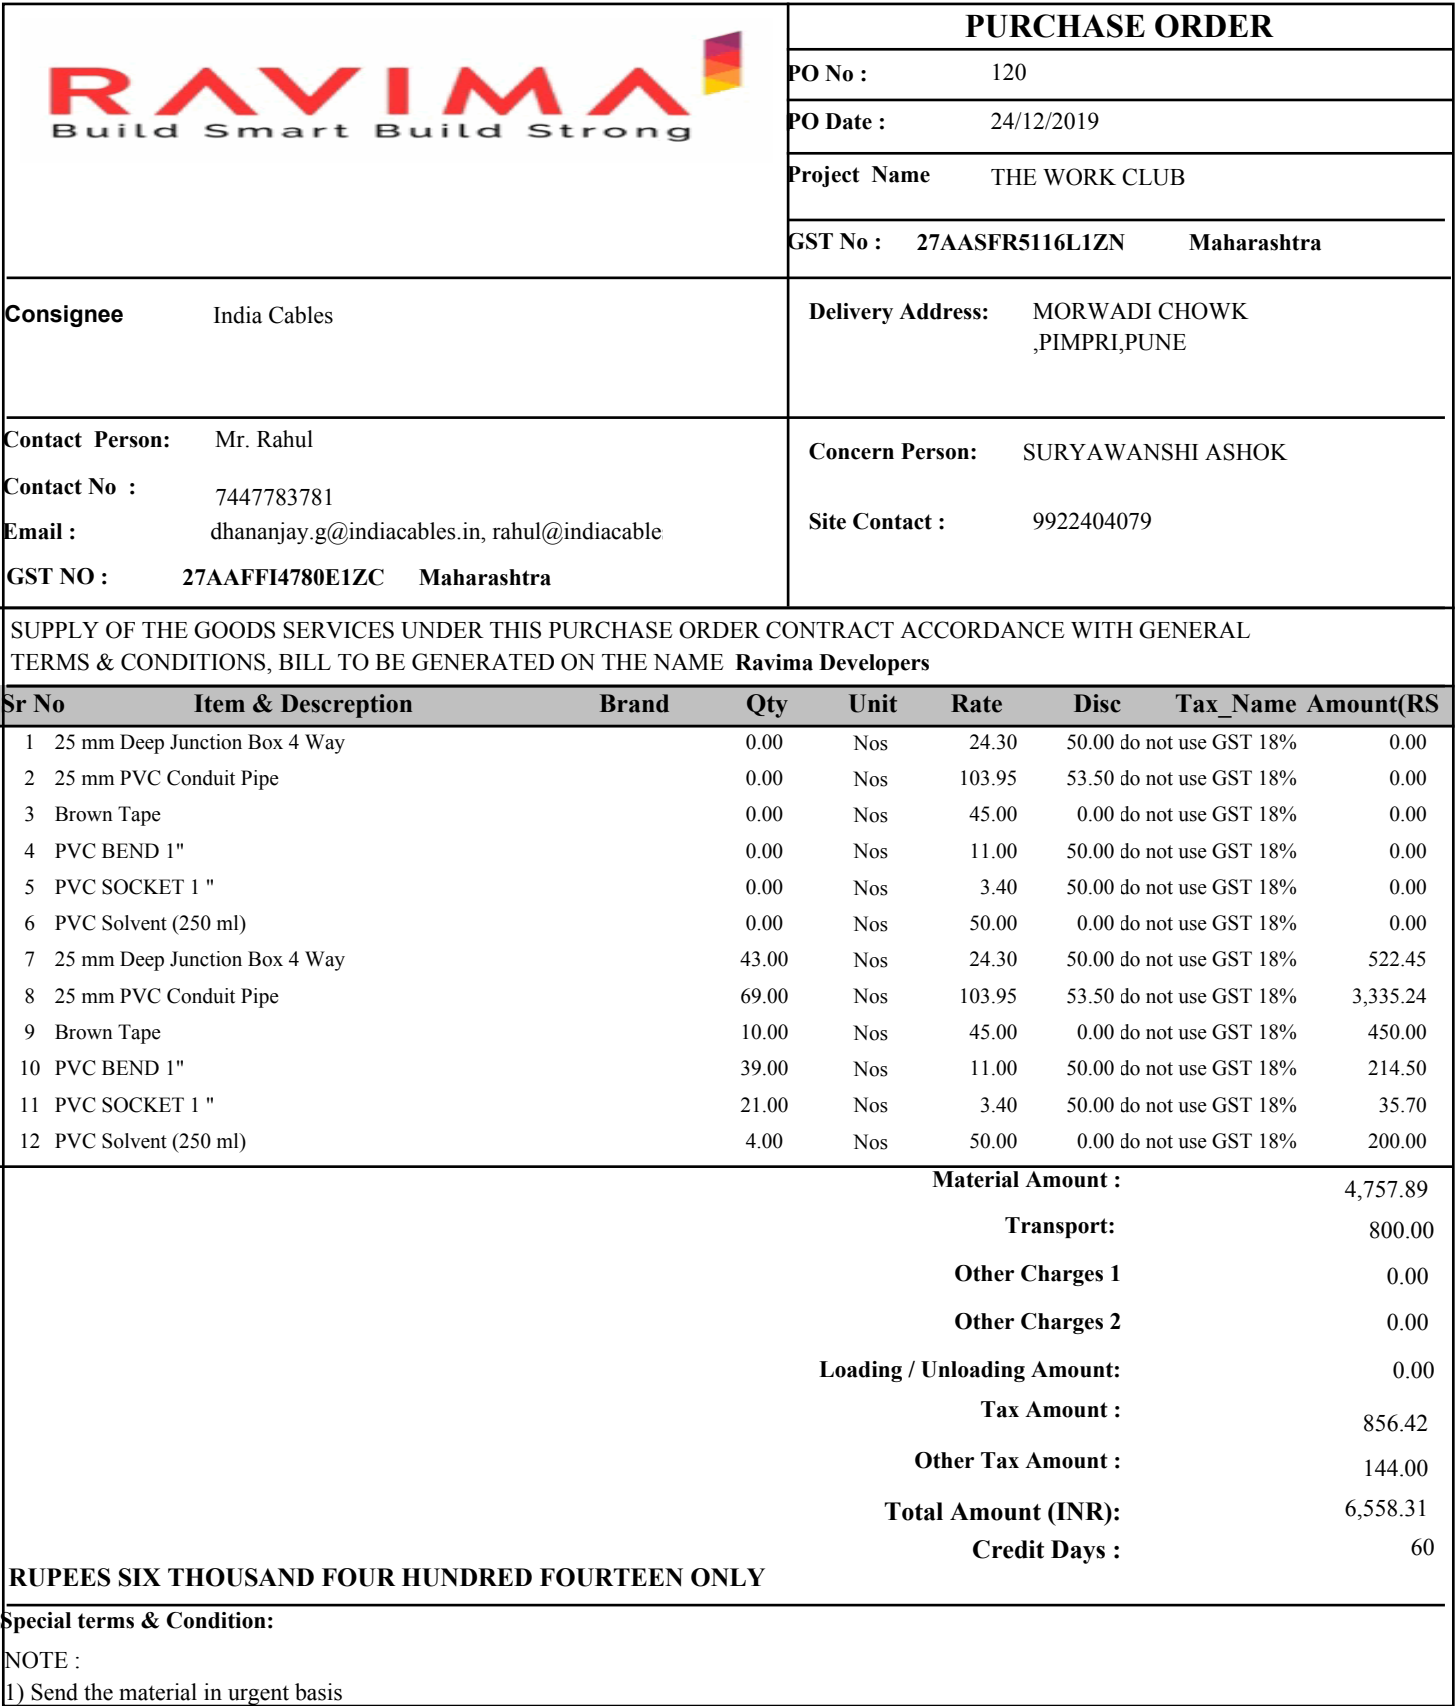 RAVIMA
Build Smart Build Strong
PURCHASE ORDER
PO No : 120
PO Date : 24/12/2019
Project Name THE WORK CLUB
GST No : 27AASFR5116L1ZN Maharashtra
Consignee India Cables
Delivery Address: MORWADI CHOWK
,PIMPRI,PUNE
Contact Person: Mr. Rahul
Contact No : 7447783781
Email : dhananjay.g@indiacables.in, rahul@indiacable
GST NO : 27AAFFI4780E1ZC Maharashtra
Concern Person: SURYAWANSHI ASHOK
Site Contact : 9922404079
SUPPLY OF THE GOODS SERVICES UNDER THIS PURCHASE ORDER CONTRACT ACCORDANCE WITH GENERAL
TERMS & CONDITIONS, BILL TO BE GENERATED ON THE NAME Ravima Developers
Sr No Item & Descreption Brand Qty Unit Rate Disc Tax_Name Amount(RS
1 25 mm Deep Junction Box 4 Way 0.00 Nos 24.30 50.00 do not use GST 18% 0.00
2 25 mm PVC Conduit Pipe 0.00 Nos 103.95 53.50 do not use GST 18% 0.00
3 Brown Tape 0.00 Nos 45.00 0.00 do not use GST 18% 0.00
4 PVC BEND 1" 0.00 Nos 11.00 50.00 do not use GST 18% 0.00
5 PVC SOCKET 1 " 0.00 Nos 3.40 50.00 do not use GST 18% 0.00
6 PVC Solvent (250 ml) 0.00 Nos 50.00 0.00 do not use GST 18% 0.00
7 25 mm Deep Junction Box 4 Way 43.00 Nos 24.30 50.00 do not use GST 18% 522.45
8 25 mm PVC Conduit Pipe 69.00 Nos 103.95 53.50 do not use GST 18% 3,335.24
9 Brown Tape 10.00 Nos 45.00 0.00 do not use GST 18% 450.00
10 PVC BEND 1" 39.00 Nos 11.00 50.00 do not use GST 18% 214.50
11 PVC SOCKET 1 " 21.00 Nos 3.40 50.00 do not use GST 18% 35.70
12 PVC Solvent (250 ml) 4.00 Nos 50.00 0.00 do not use GST 18% 200.00
Material Amount : 4,757.89
Transport: 800.00
Other Charges 1 0.00
Other Charges 2 0.00
Loading / Unloading Amount: 0.00
Tax Amount : 856.42
Other Tax Amount : 144.00
Total Amount (INR): 6,558.31
Credit Days : 60
RUPEES SIX THOUSAND FOUR HUNDRED FOURTEEN ONLY
Special terms & Condition:
NOTE :
1) Send the material in urgent basis